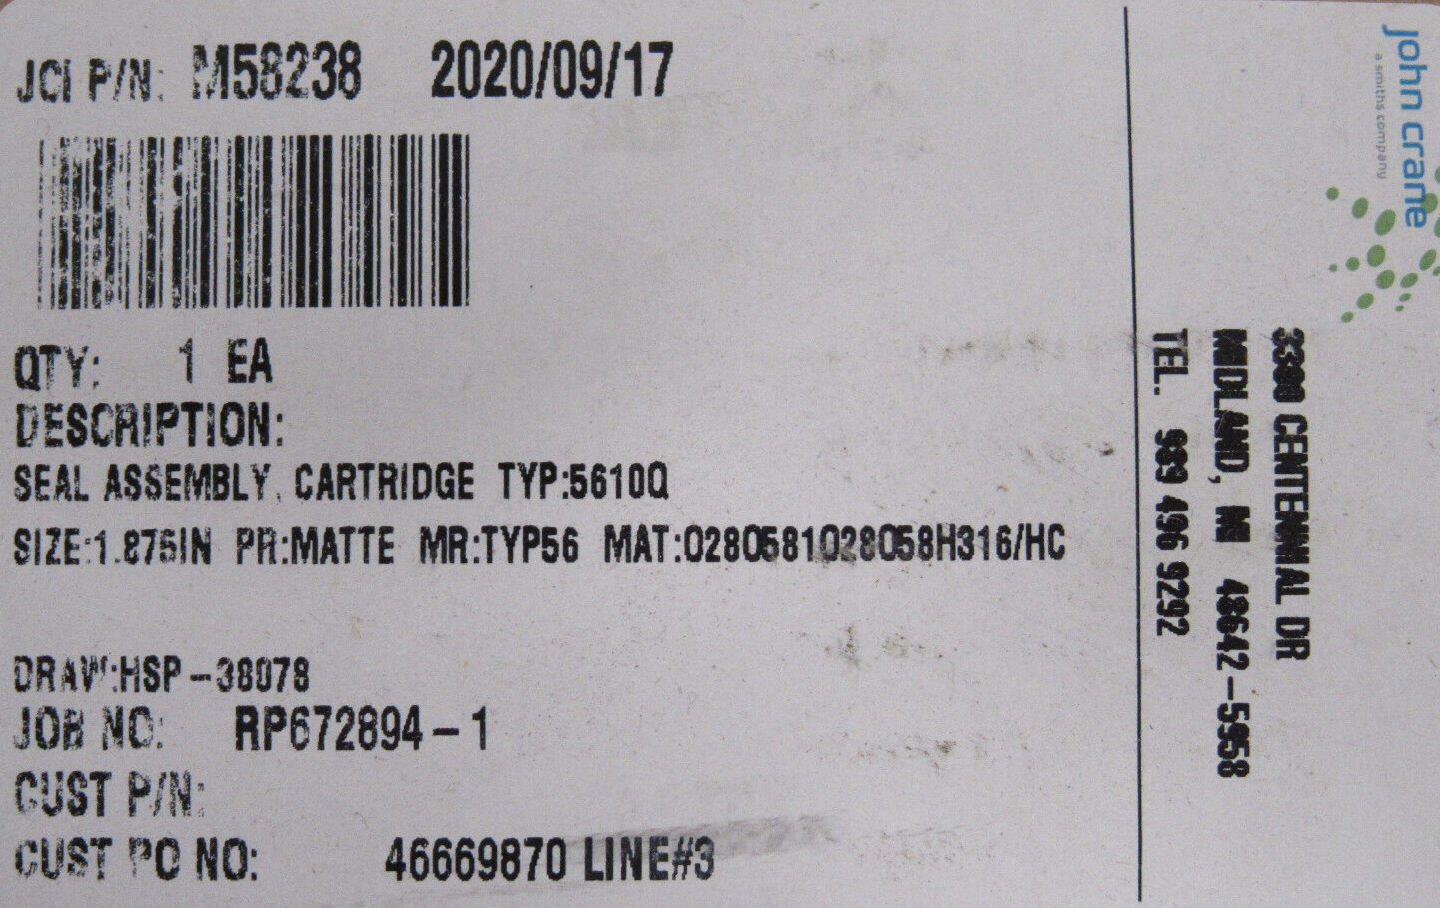 JCI P/N: M58238 2020/09/17
QTY: 1 EA
DESCRIPTION:
SEAL ASSEMBLY, CARTRIDGE TYP:5610Q
SIZE:1.875IN PR:MATTE MR:TYP56 MAT:0280581028058H316/HC
DRAW:HSP-38078
JOB NO: RP672894-1
CUST P/N:
CUST PO NO: 46669870 LINE#3
john crane
a smiths company
CENTENNIAL DR
MIDLAND, MI 48642-5958
TEL. 989 496 9292